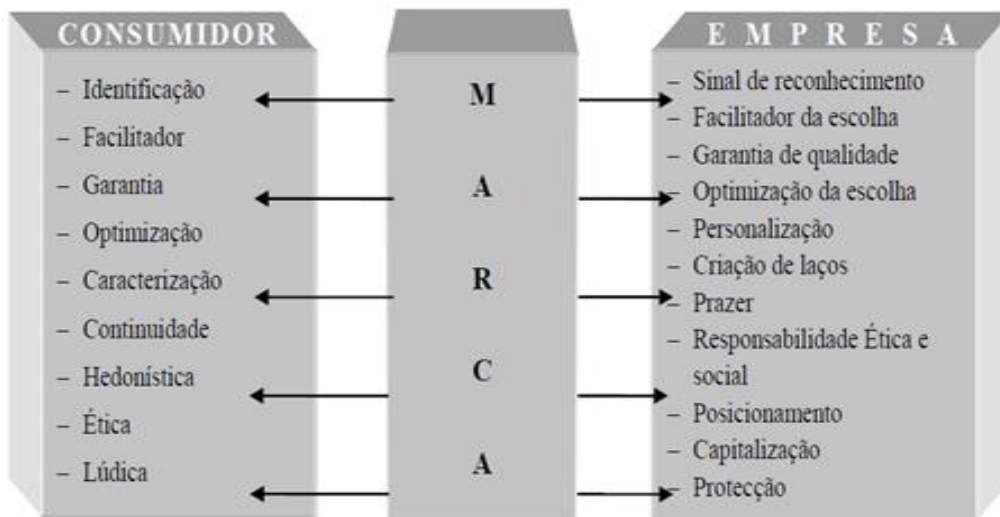 CONSUMIDOR
– Identificação
– Facilitador
– Garantia
– Optimização
– Caracterização
– Continuidade
– Hedonística
– Ética
– Lúdica
M
A
R
C
A
E M P R E S A
– Sinal de reconhecimento
– Facilitador da escolha
– Garantia de qualidade
– Optimização da escolha
– Personalização
– Criação de laços
– Prazer
– Responsabilidade Ética e
social
– Posicionamento
– Capitalização
– Protecção